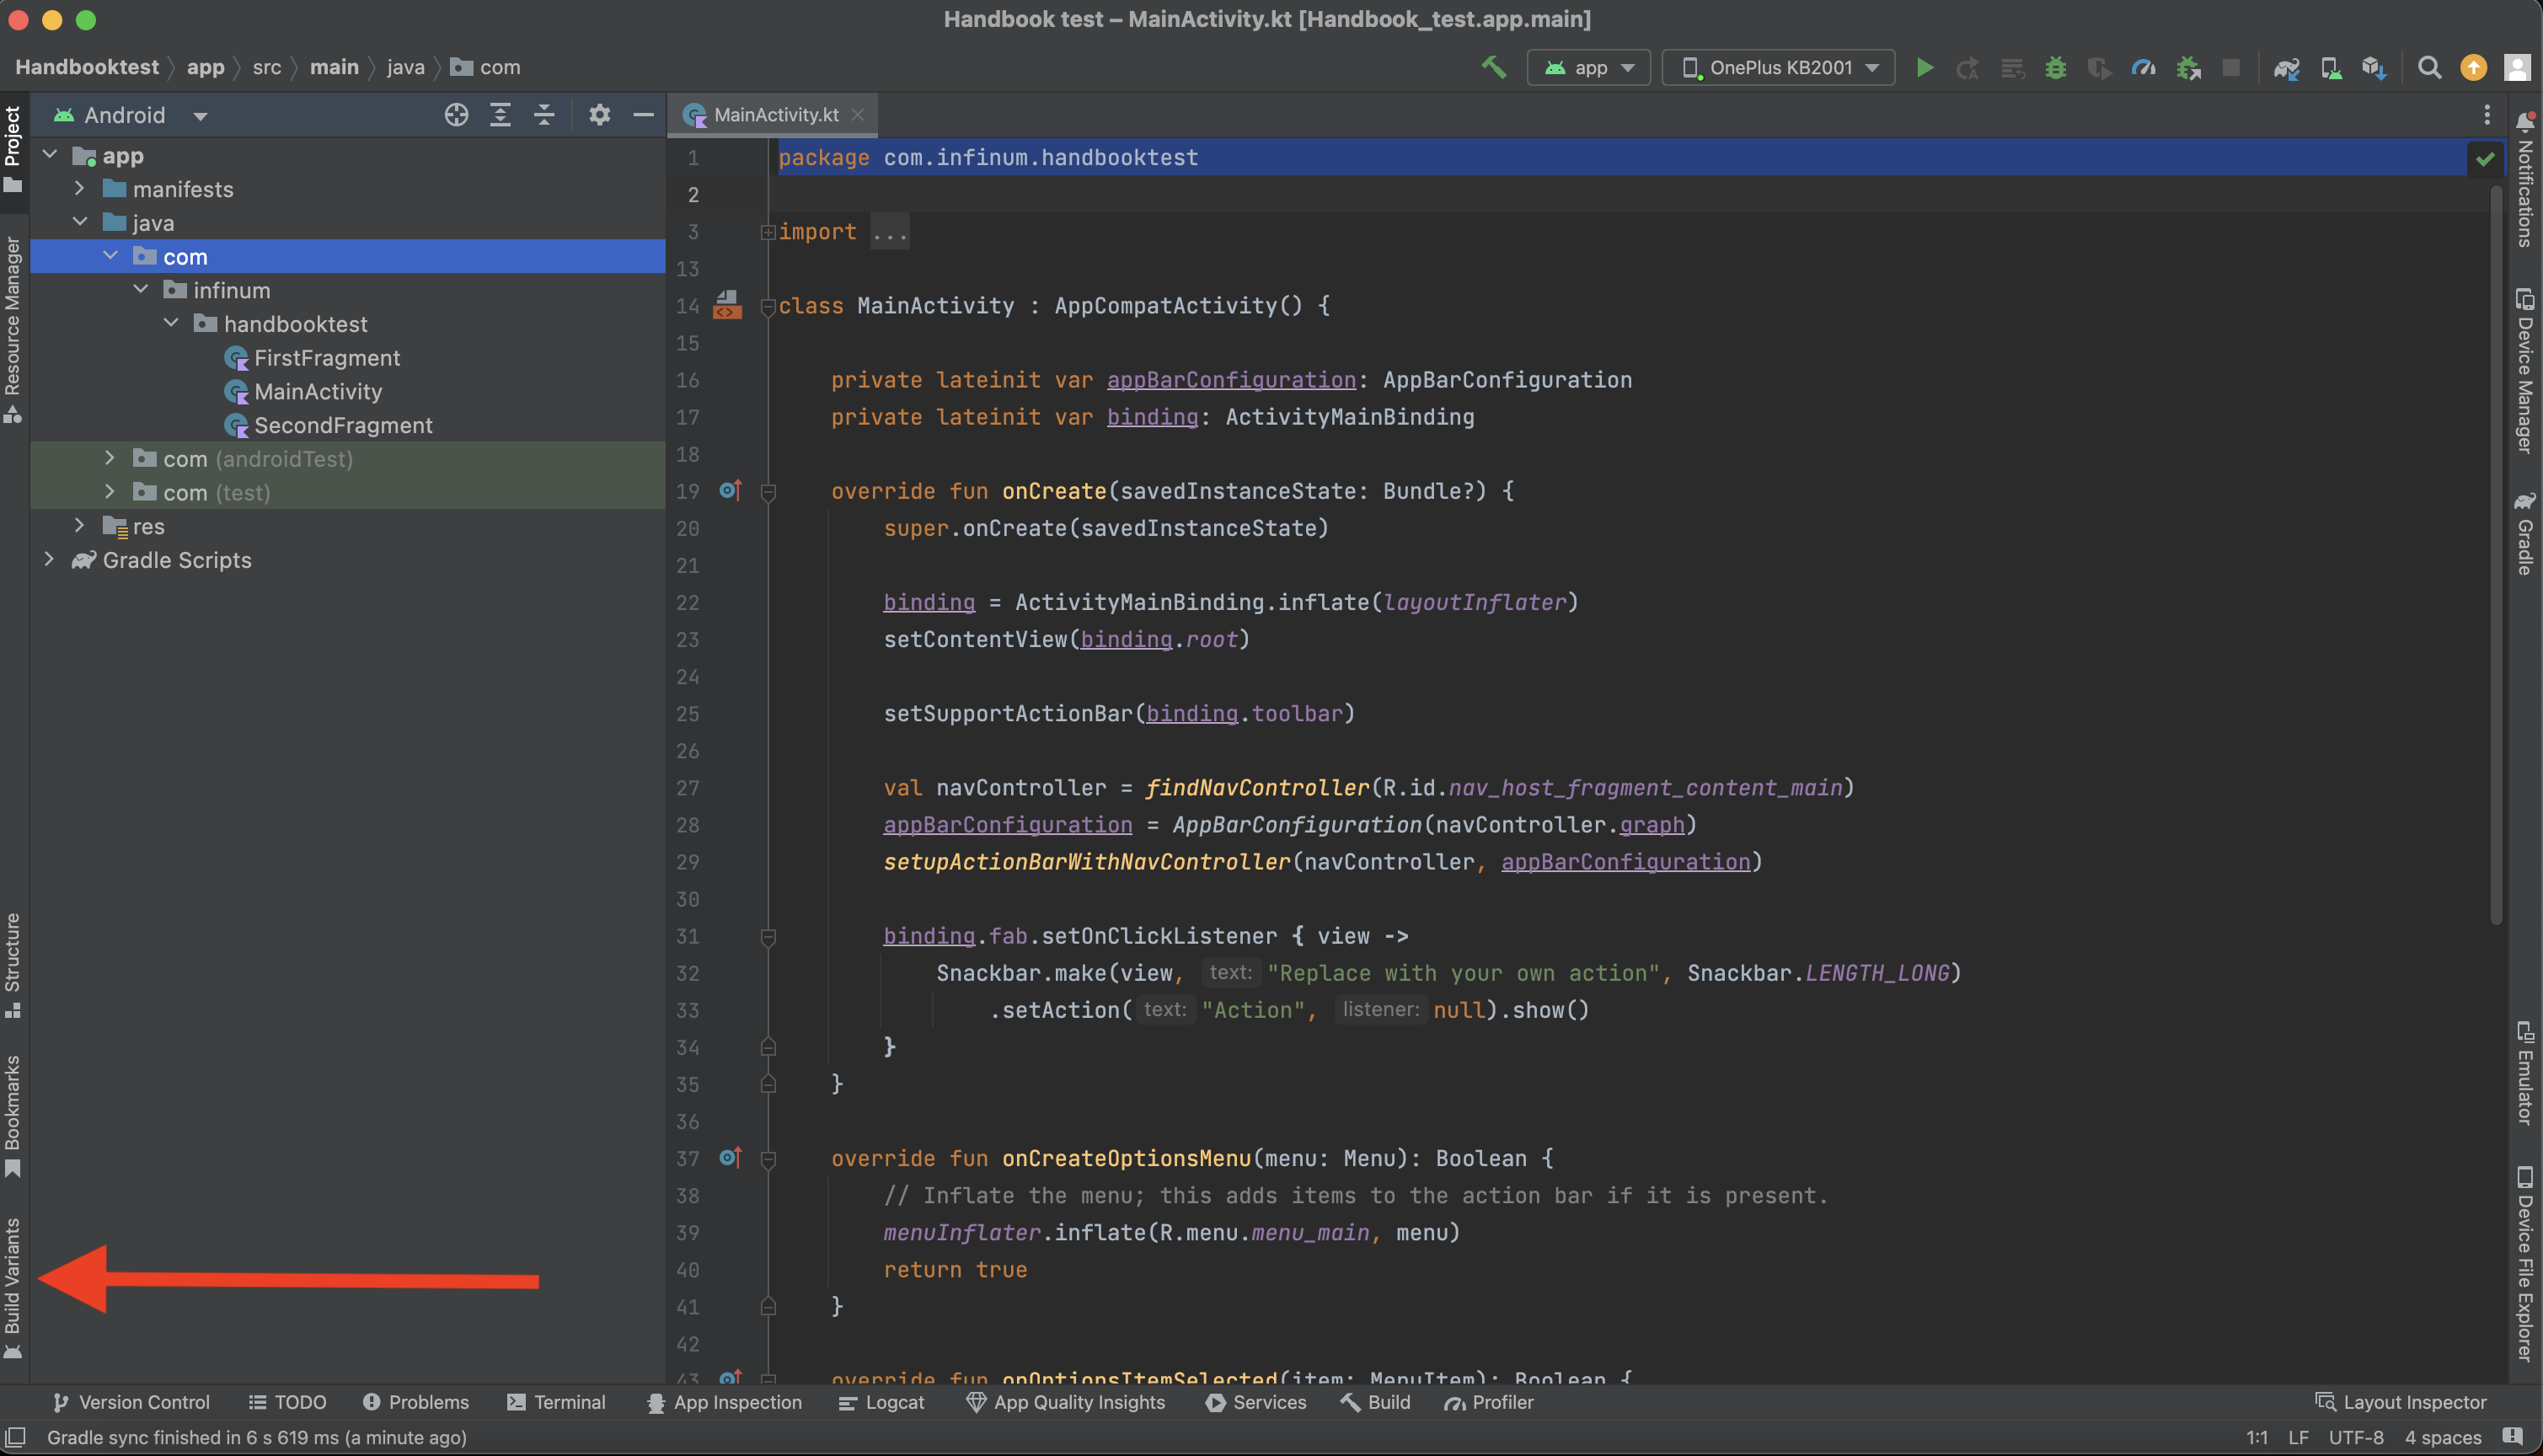 Handbook test – MainActivity.kt [Handbook_test.app.main]
Handbooktest app src main java com
app
OnePlus KB2001
Project
Resource Manager
Structure
Bookmarks
Build Variants
Android
app
manifests
java
com
infinum
handbooktest
FirstFragment
MainActivity
SecondFragment
com (androidTest)
com (test)
res
Gradle Scripts
MainActivity.kt
1 package com.infinum.handbooktest
2
3 import ...
13
14 class MainActivity : AppCompatActivity() {
15
16 private lateinit var appBarConfiguration: AppBarConfiguration
17 private lateinit var binding: ActivityMainBinding
18
19 override fun onCreate(savedInstanceState: Bundle?) {
20 super.onCreate(savedInstanceState)
21
22 binding = ActivityMainBinding.inflate(layoutInflater)
23 setContentView(binding.root)
24
25 setSupportActionBar(binding.toolbar)
26
27 val navController = findNavController(R.id.nav_host_fragment_content_main)
28 appBarConfiguration = AppBarConfiguration(navController.graph)
29 setupActionBarWithNavController(navController, appBarConfiguration)
30
31 binding.fab.setOnClickListener { view ->
32 Snackbar.make(view, text: "Replace with your own action", Snackbar.LENGTH_LONG)
33 .setAction( text: "Action", listener: null).show()
34 }
35 }
36
37 override fun onCreateOptionsMenu(menu: Menu): Boolean {
38 // Inflate the menu; this adds items to the action bar if it is present.
39 menuInflater.inflate(R.menu.menu_main, menu)
40 return true
41 }
42
43 override fun onOptionsItemSelected(item: MenuItem): Boolean {
Notifications
Device Manager
Gradle
Emulator
Device File Explorer
Version Control TODO Problems Terminal App Inspection Logcat App Quality Insights Services Build Profiler Layout Inspector
Gradle sync finished in 6 s 619 ms (a minute ago) 1:1 LF UTF-8 4 spaces